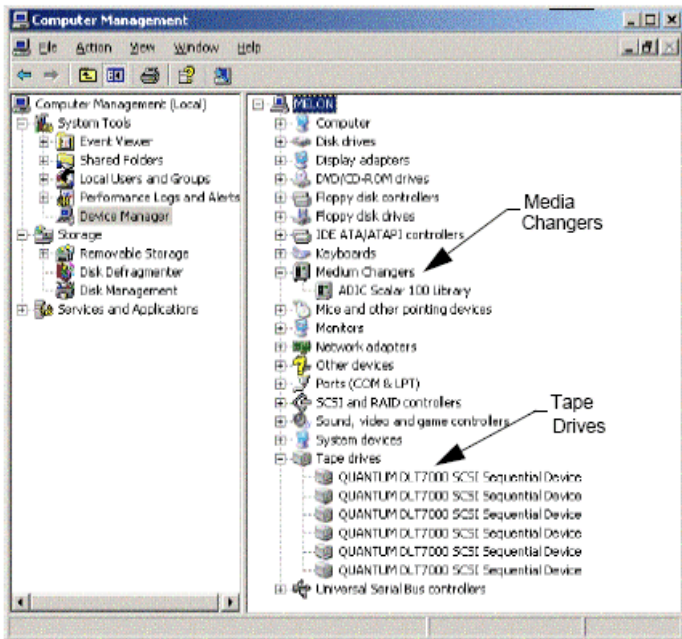 Computer Management
File Action View Window Help
Computer Management (Local)
System Tools
Event Viewer
Shared Folders
Local Users and Groups
Performance Logs and Alerts
Device Manager
Storage
Removable Storage
Disk Defragmenter
Disk Management
Services and Applications
MELON
Computer
Disk drives
Display adapters
DVD/CD-ROM drives
Floppy disk controllers
Floppy disk drives
IDE ATA/ATAPI controllers
Keyboards
Medium Changers
ADIC Scalar 100 Library
Mice and other pointing devices
Monitors
Network adapters
Other devices
Ports (COM & LPT)
SCSI and RAID controllers
Sound, video and game controllers
System devices
Tape drives
QUANTUM DLT7000 SCSI Sequential Device
QUANTUM DLT7000 SCSI Sequential Device
QUANTUM DLT7000 SCSI Sequential Device
QUANTUM DLT7000 SCSI Sequential Device
QUANTUM DLT7000 SCSI Sequential Device
QUANTUM DLT7000 SCSI Sequential Device
Universal Serial Bus controllers
Media
Changers
Tape
Drives